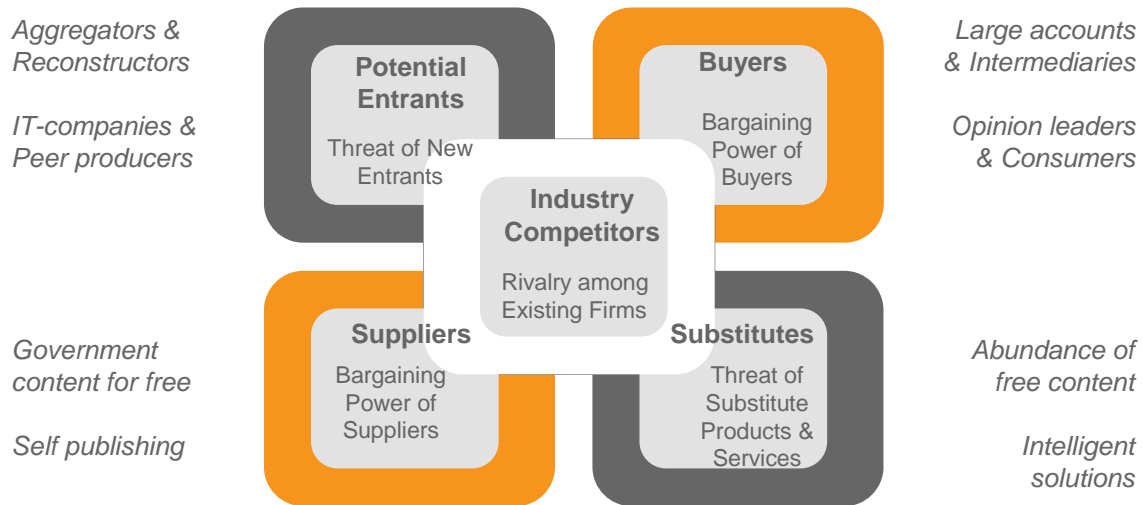 Aggregators &
Reconstructors
IT-companies &
Peer producers
Potential
Entrants
Threat of New
Entrants
Buyers
Bargaining
Power of
Buyers
Large accounts
& Intermediaries
Opinion leaders
& Consumers
Industry
Competitors
Rivalry among
Existing Firms
Government
content for free
Self publishing
Suppliers
Bargaining
Power of
Suppliers
Substitutes
Threat of
Substitute
Products &
Services
Abundance of
free content
Intelligent
solutions